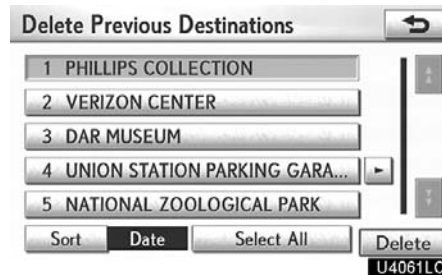 Delete Previous Destinations
1 PHILLIPS COLLECTION
2 VERIZON CENTER
3 DAR MUSEUM
4 UNION STATION PARKING GARA...
5 NATIONAL ZOOLOGICAL PARK
Sort Date Select All Delete
U4061LC